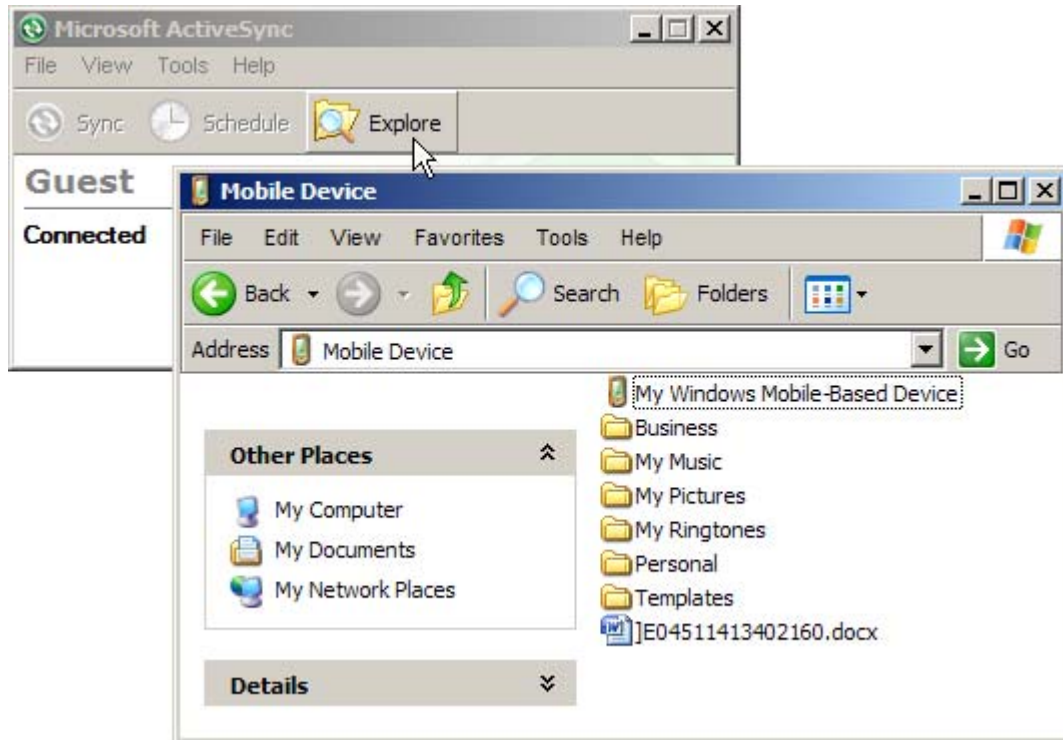 Microsoft ActiveSync
File View Tools Help
Sync Schedule Explore
Guest
Connected
Mobile Device
File Edit View Favorites Tools Help
Back Search Folders
Address Mobile Device Go
Other Places
My Computer
My Documents
My Network Places
Details
My Windows Mobile-Based Device
Business
My Music
My Pictures
My Ringtones
Personal
Templates
]E04511413402160.docx